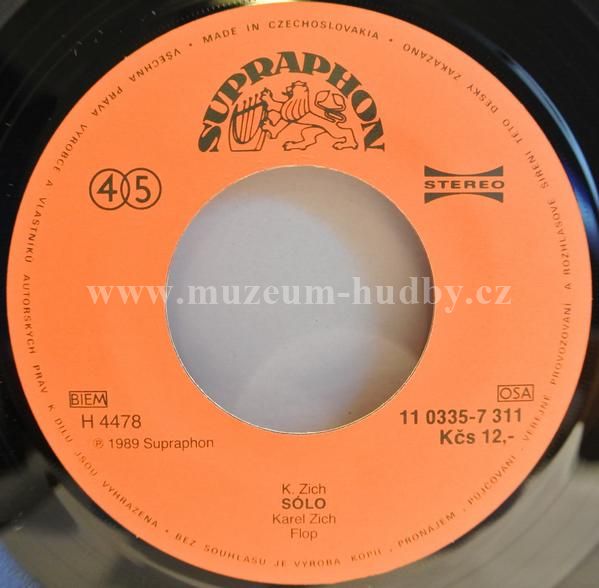 VŠECHNA PRÁVA VÝROBCE A VLASTNÍKŮ AUTORSKÝCH PRÁV K DÍLU JSOU VYHRAZENA • BEZ SOUHLASU JE VÝROBA KOPIÍ, PRONÁJEM, PŮJČOVÁNÍ, VEŘEJNÉ PROVOZOVÁNÍ A ROZHLASOVÉ ŠÍŘENÍ TÉTO DESKY ZAKÁZÁNO • MADE IN CZECHOSLOVAKIA •
SUPRAPHON
45
STEREO
www.muzeum-hudby.cz
BIEM
OSA
H 4478
11 0335-7 311
℗ 1989 Supraphon
Kčs 12,-
K. Zich
SÓLO
Karel Zich
Flop